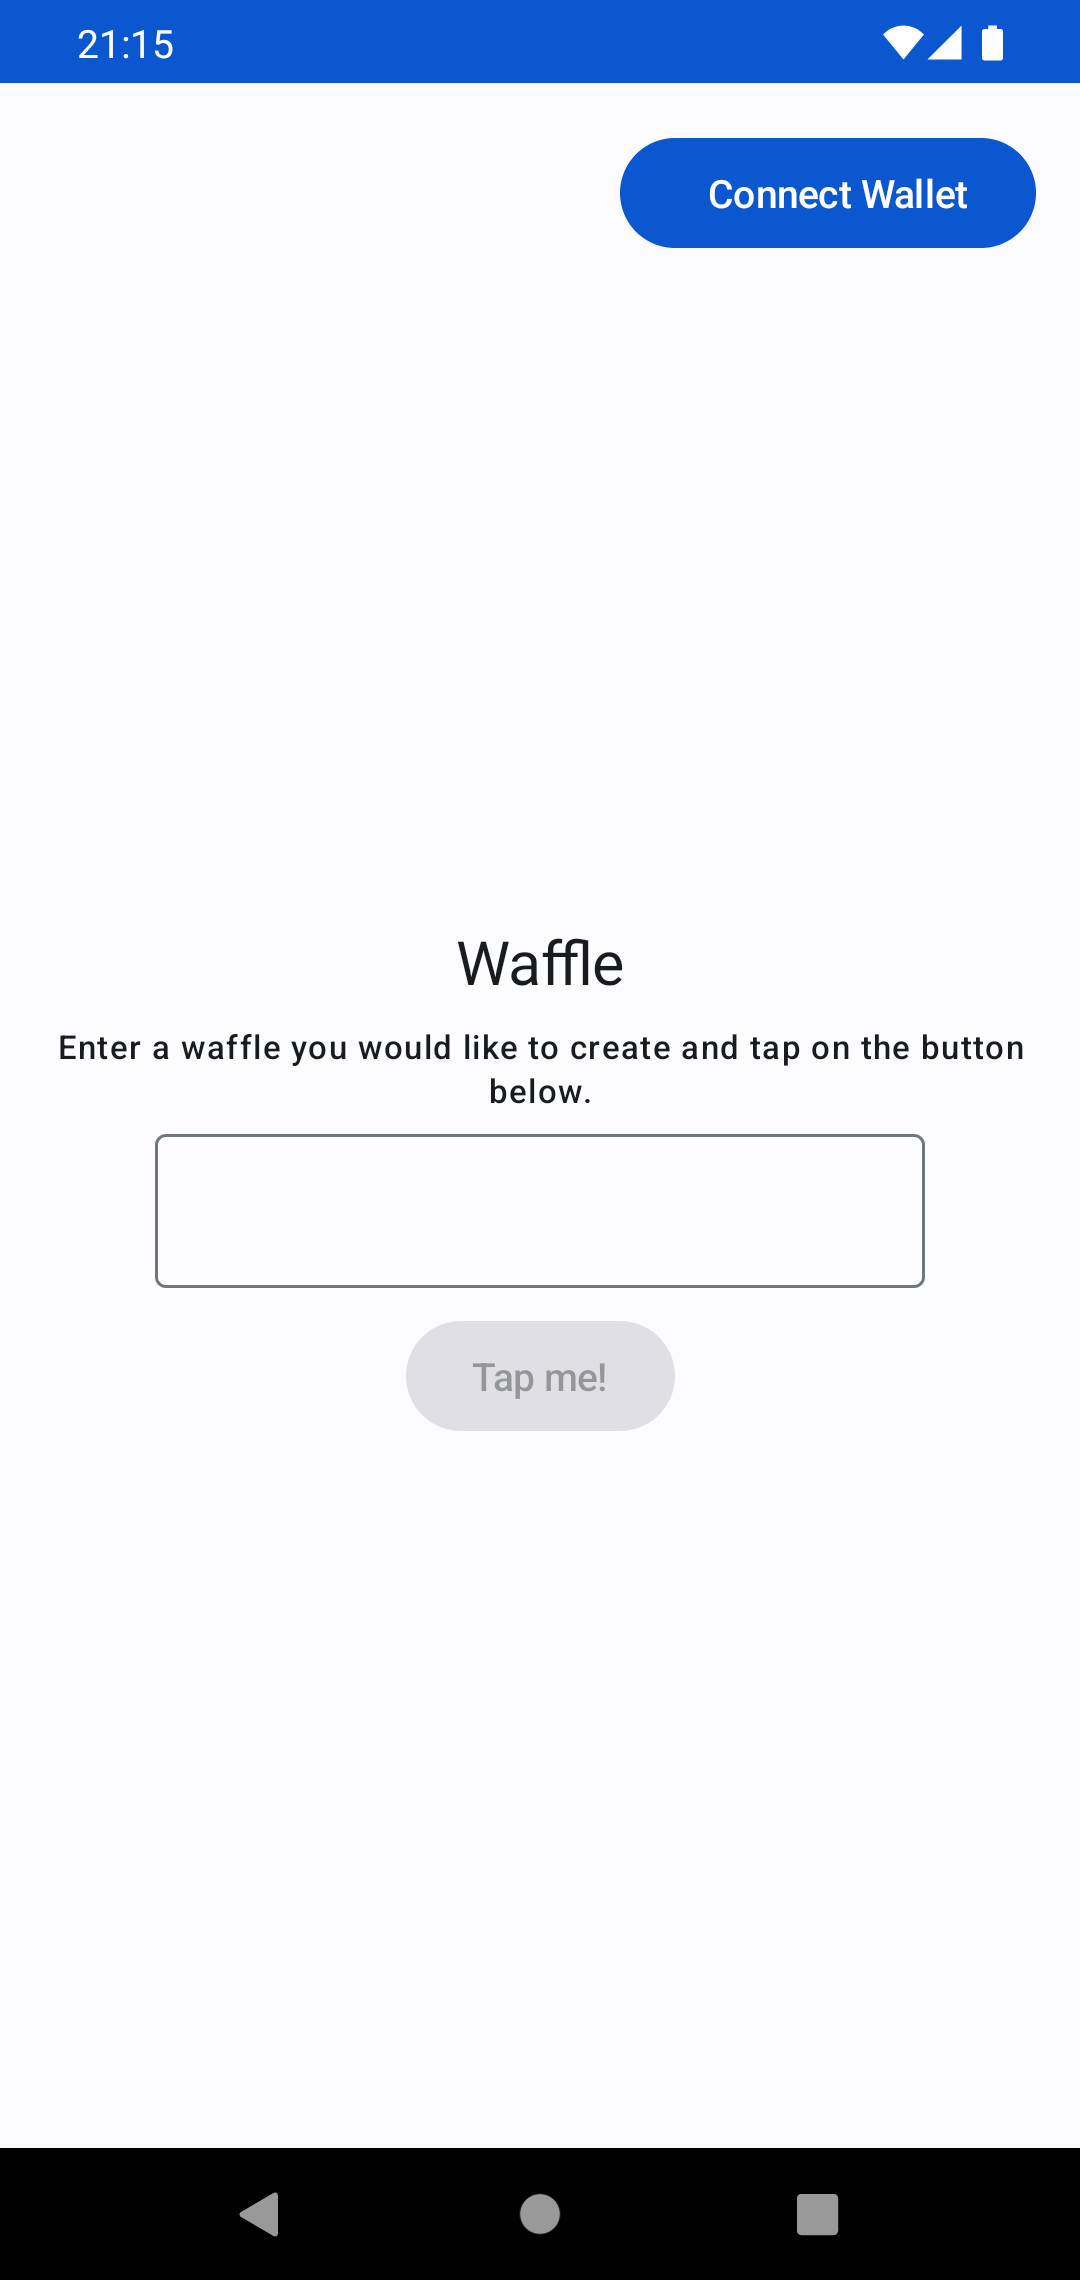 21:15
Connect Wallet
Waffle
Enter a waffle you would like to create and tap on the button
below.
Tap me!